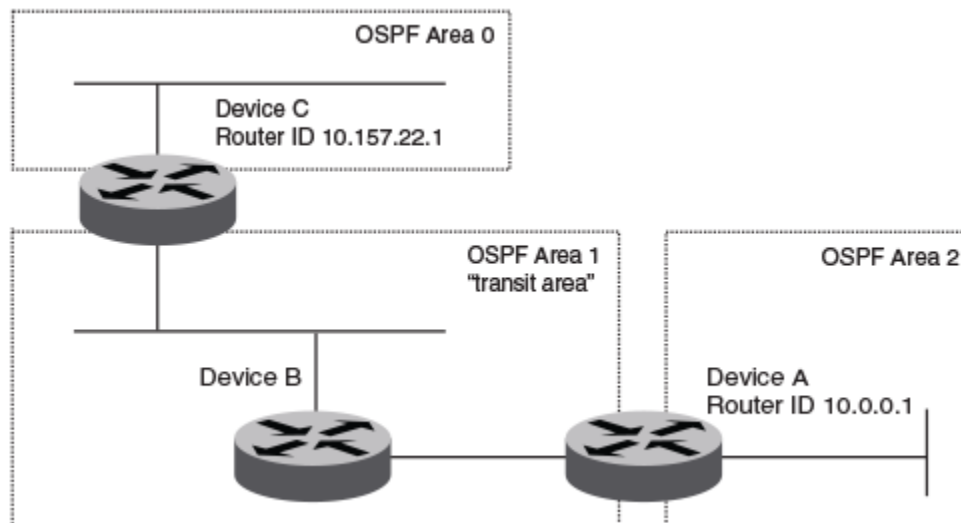 OSPF Area 0
Device C
Router ID 10.157.22.1
OSPF Area 1
“transit area”
OSPF Area 2
Device B
Device A
Router ID 10.0.0.1